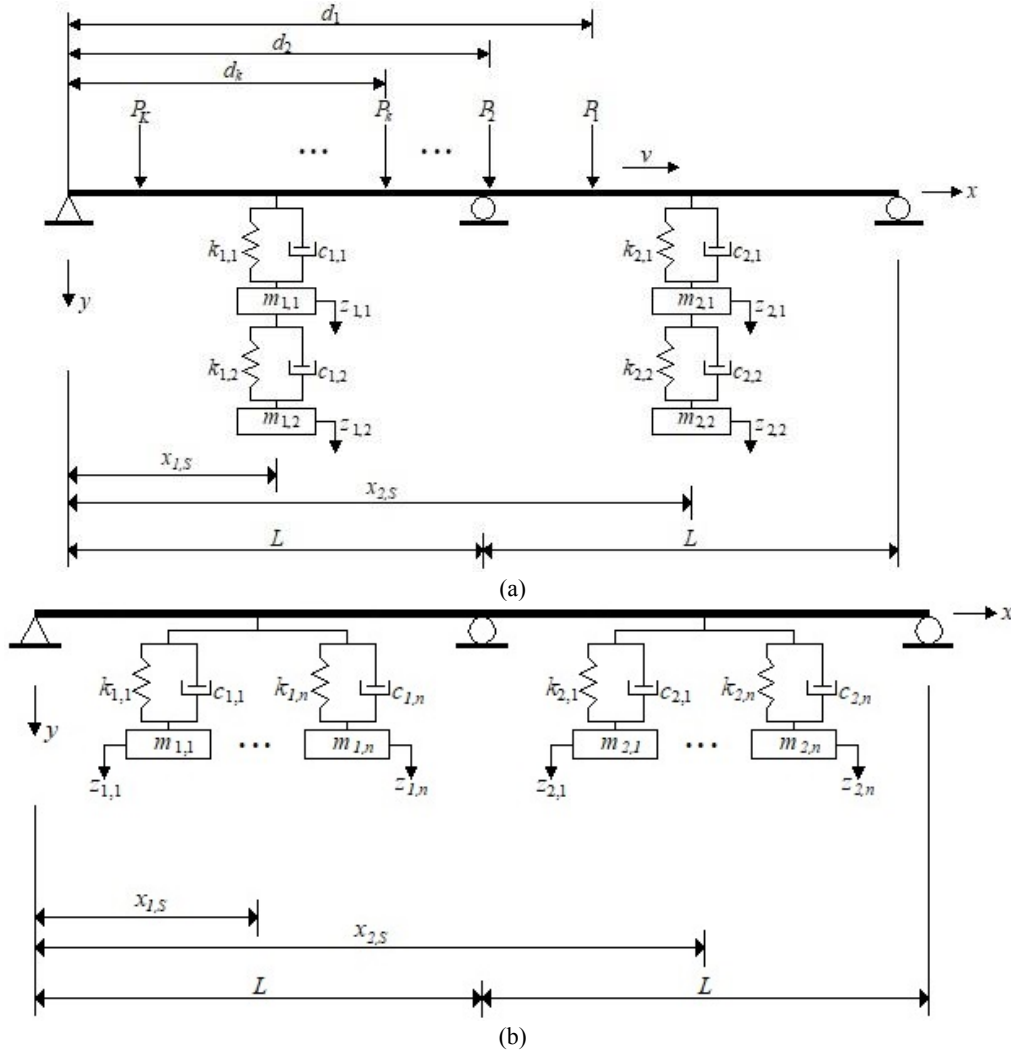 d1
d2
dk
PK ... Pk ... P2 P1 v
x
k1,1 c1,1 k2,1 c2,1
y m1,1 z1,1 m2,1 z2,1
k1,2 c1,2 k2,2 c2,2
m1,2 z1,2 m2,2 z2,2
x1,S
x2,S
L L
(a)
x
k1,1 c1,1 k1,n c1,n k2,1 c2,1 k2,n c2,n
y m1,1 ... m1,n m2,1 ... m2,n
z1,1 z1,n z2,1 z2,n
x1,S
x2,S
L L
(b)